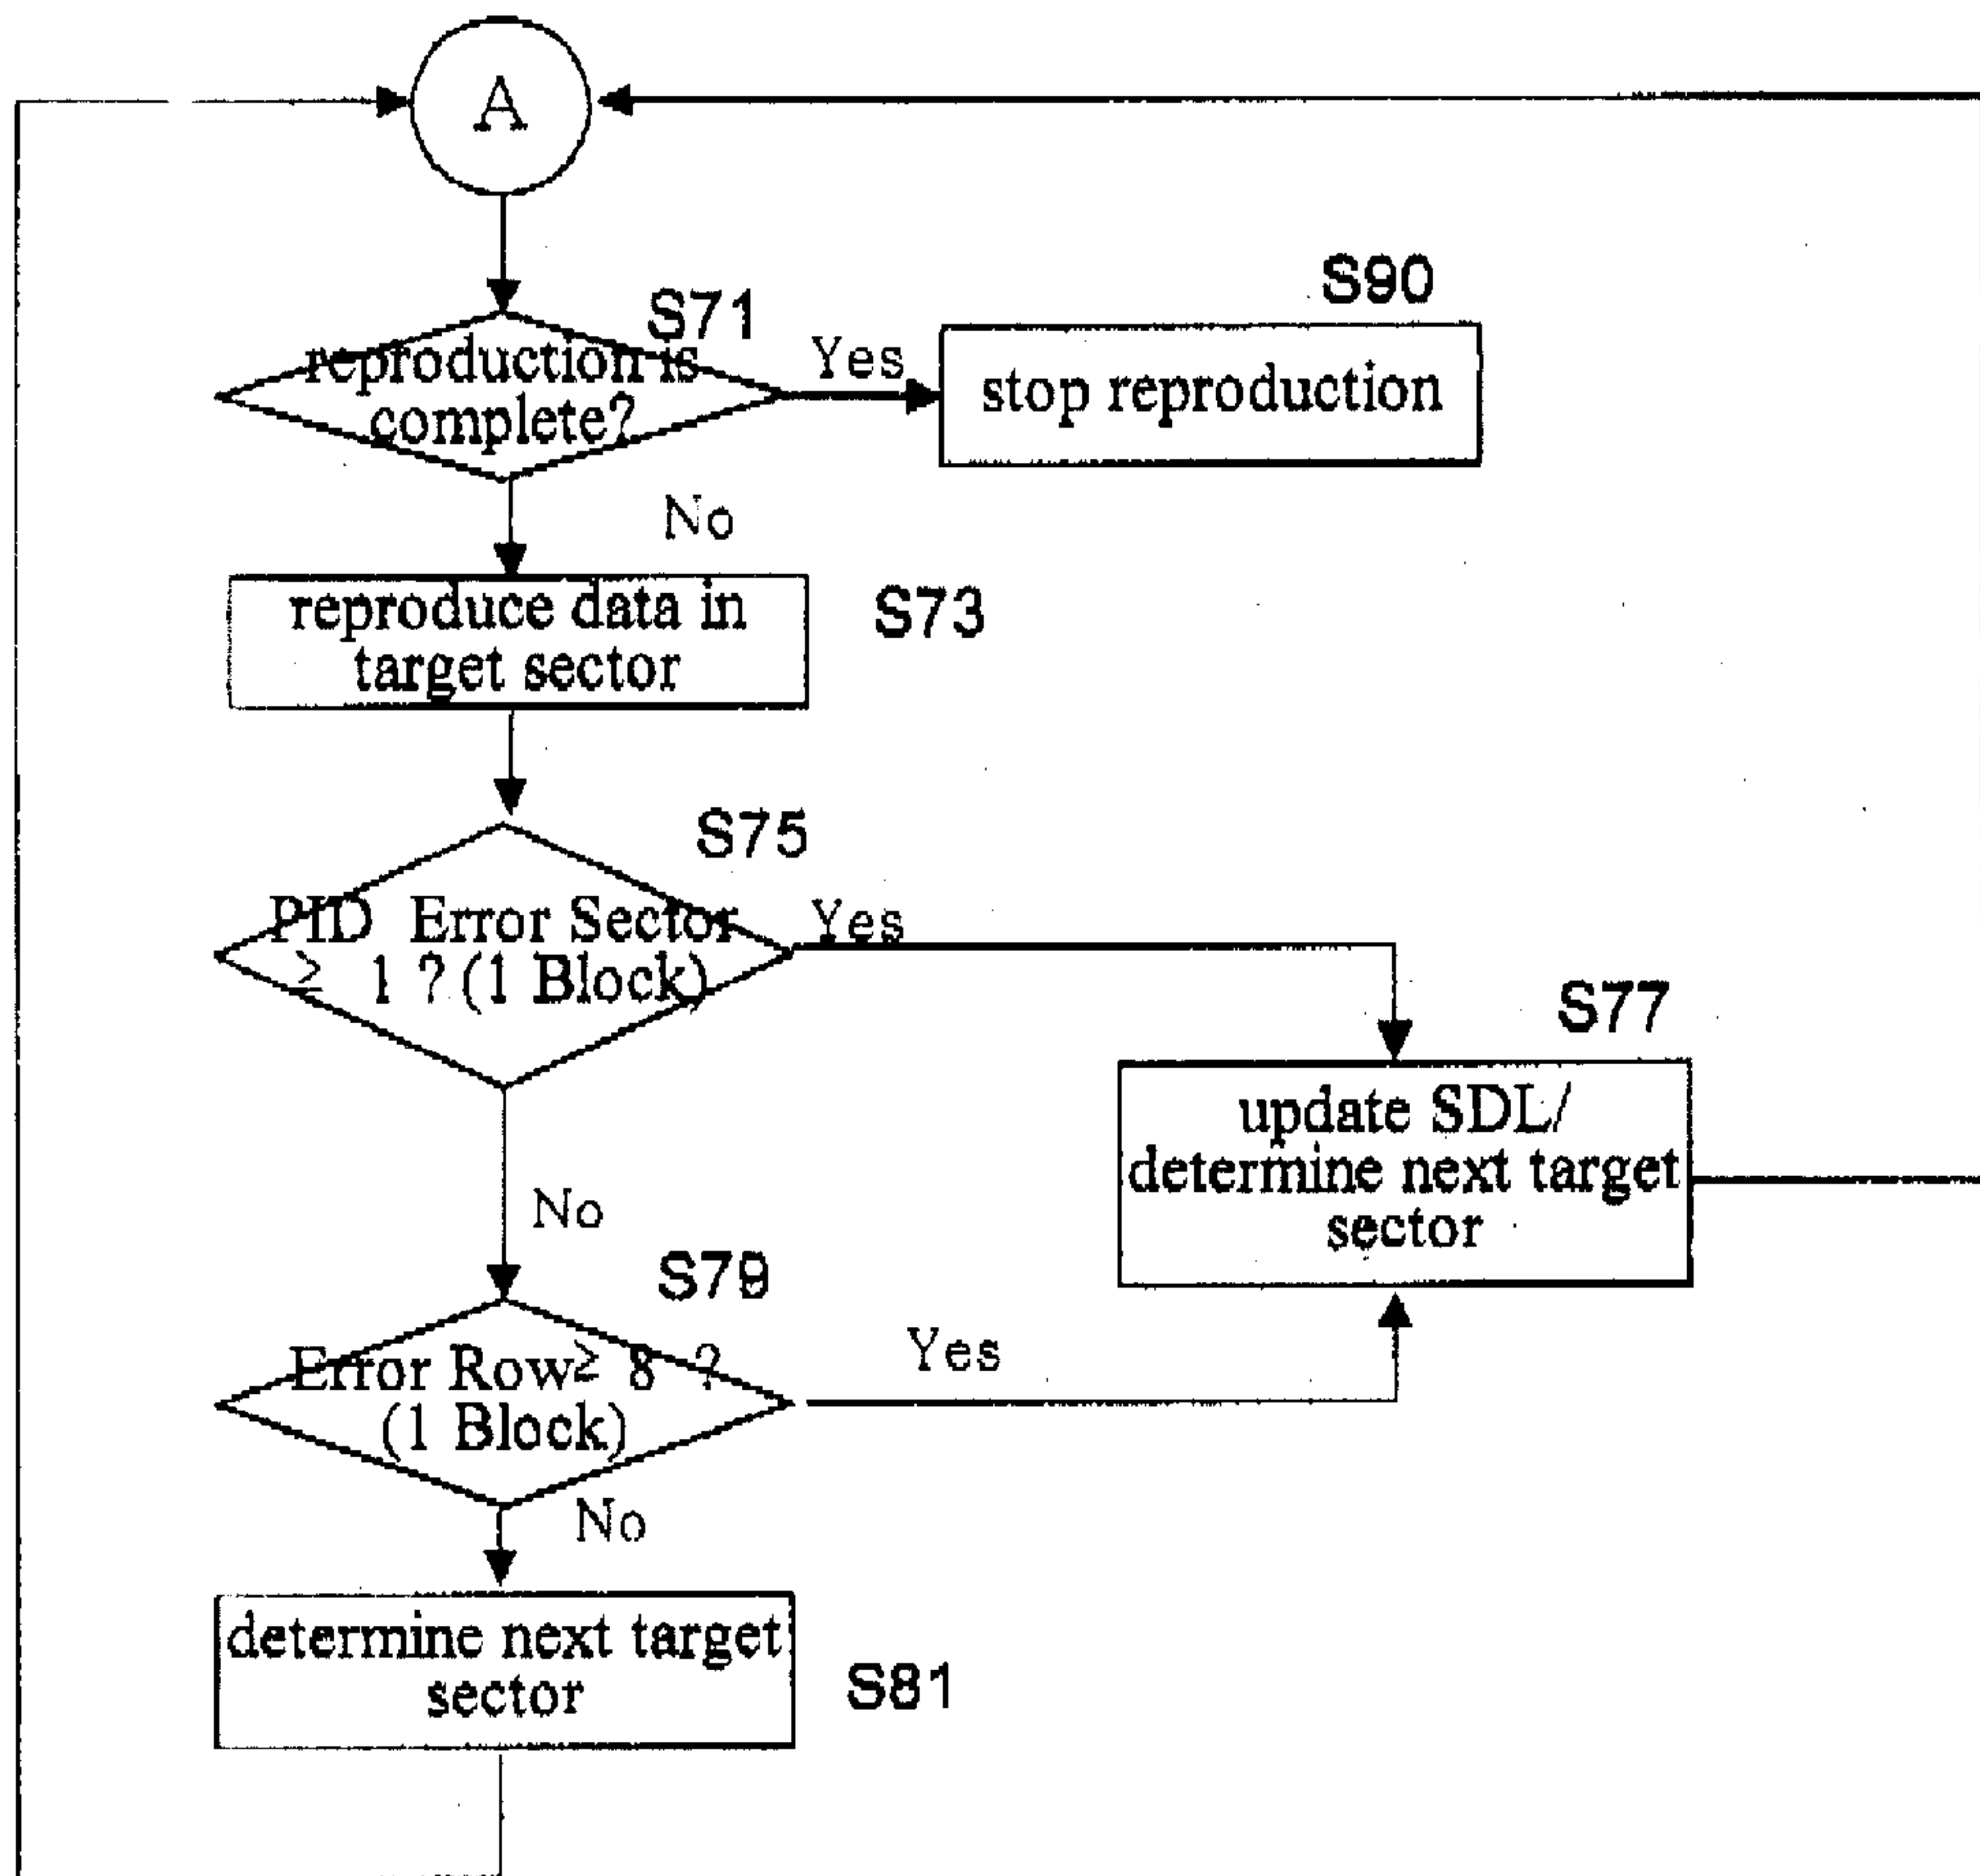 A
S71
reproduction is
complete?
Yes
S90
stop reproduction
No
reproduce data in
target sector
S73
S75
PID Error Sector
≥ 1 ? (1 Block)
Yes
S77
update SDL/
determine next target
sector
No
S79
Error Row ≥ 8 ?
(1 Block)
Yes
No
determine next target
sector
S81